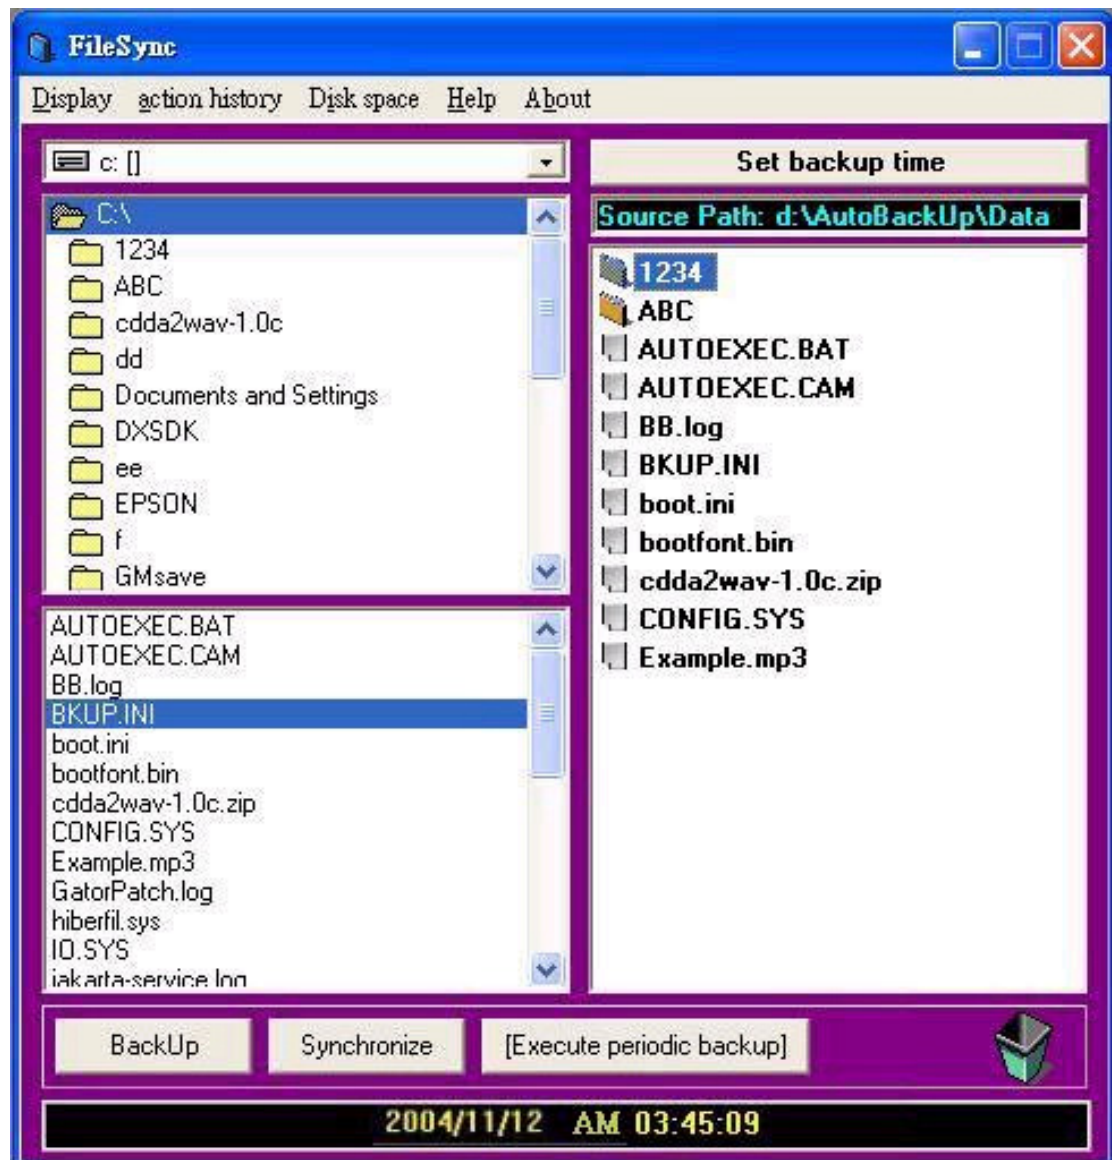 FileSync
Display action history Disk space Help About
c: []
C:\
1234
ABC
cdda2wav-1.0c
dd
Documents and Settings
DXSDK
ee
EPSON
f
GMsave
AUTOEXEC.BAT
AUTOEXEC.CAM
BB.log
BKUP.INI
boot.ini
bootfont.bin
cdda2wav-1.0c.zip
CONFIG.SYS
Example.mp3
GatorPatch.log
hiberfil.sys
IO.SYS
jakarta-service.log
Set backup time
Source Path: d:\AutoBackUp\Data
1234
ABC
AUTOEXEC.BAT
AUTOEXEC.CAM
BB.log
BKUP.INI
boot.ini
bootfont.bin
cdda2wav-1.0c.zip
CONFIG.SYS
Example.mp3
BackUp Synchronize [Execute periodic backup]
2004/11/12 AM 03:45:09